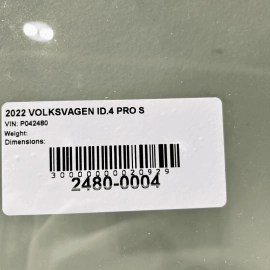 2022 VOLKSVAGEN ID.4 PRO S
VIN: P042480
Weight:
Dimensions:
30000000020929
2480-0004